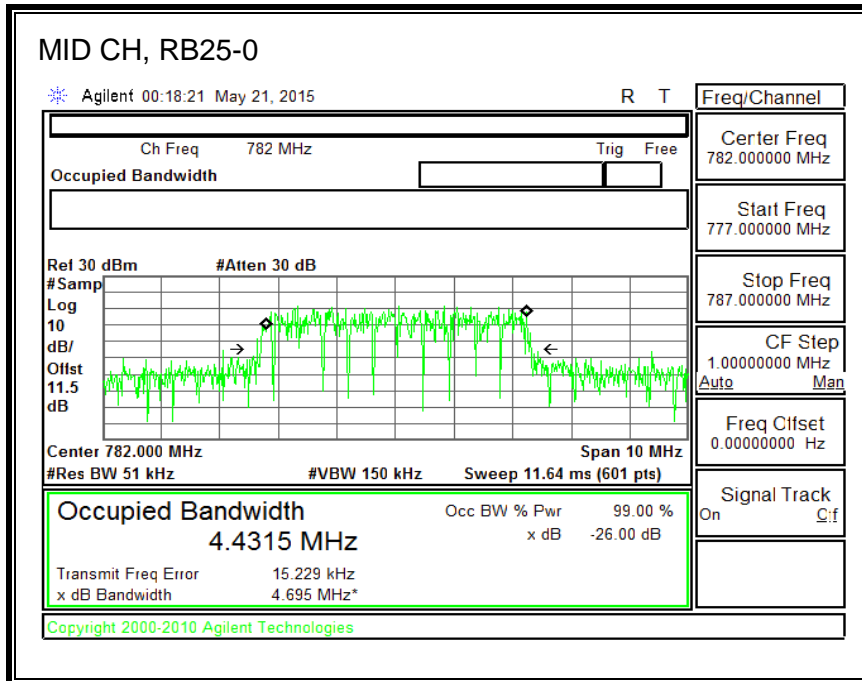 MID CH, RB25-0
Agilent 00:18:21 May 21, 2015 R T
Ch Freq 782 MHz Trig Free
Occupied Bandwidth
Ref 30 dBm #Atten 30 dB
#Samp
Log
10
dB/
Offst
11.5
dB
Center 782.000 MHz Span 10 MHz
#Res BW 51 kHz #VBW 150 kHz Sweep 11.64 ms (601 pts)
Occupied Bandwidth Occ BW % Pwr 99.00 %
4.4315 MHz x dB -26.00 dB
Transmit Freq Error 15.229 kHz
x dB Bandwidth 4.695 MHz*
Copyright 2000-2010 Agilent Technologies
Freq/Channel
Center Freq
782.000000 MHz
Start Freq
777.000000 MHz
Stop Freq
787.000000 MHz
CF Step
1.00000000 MHz
Auto Man
Freq Offset
0.00000000 Hz
Signal Track
On Off